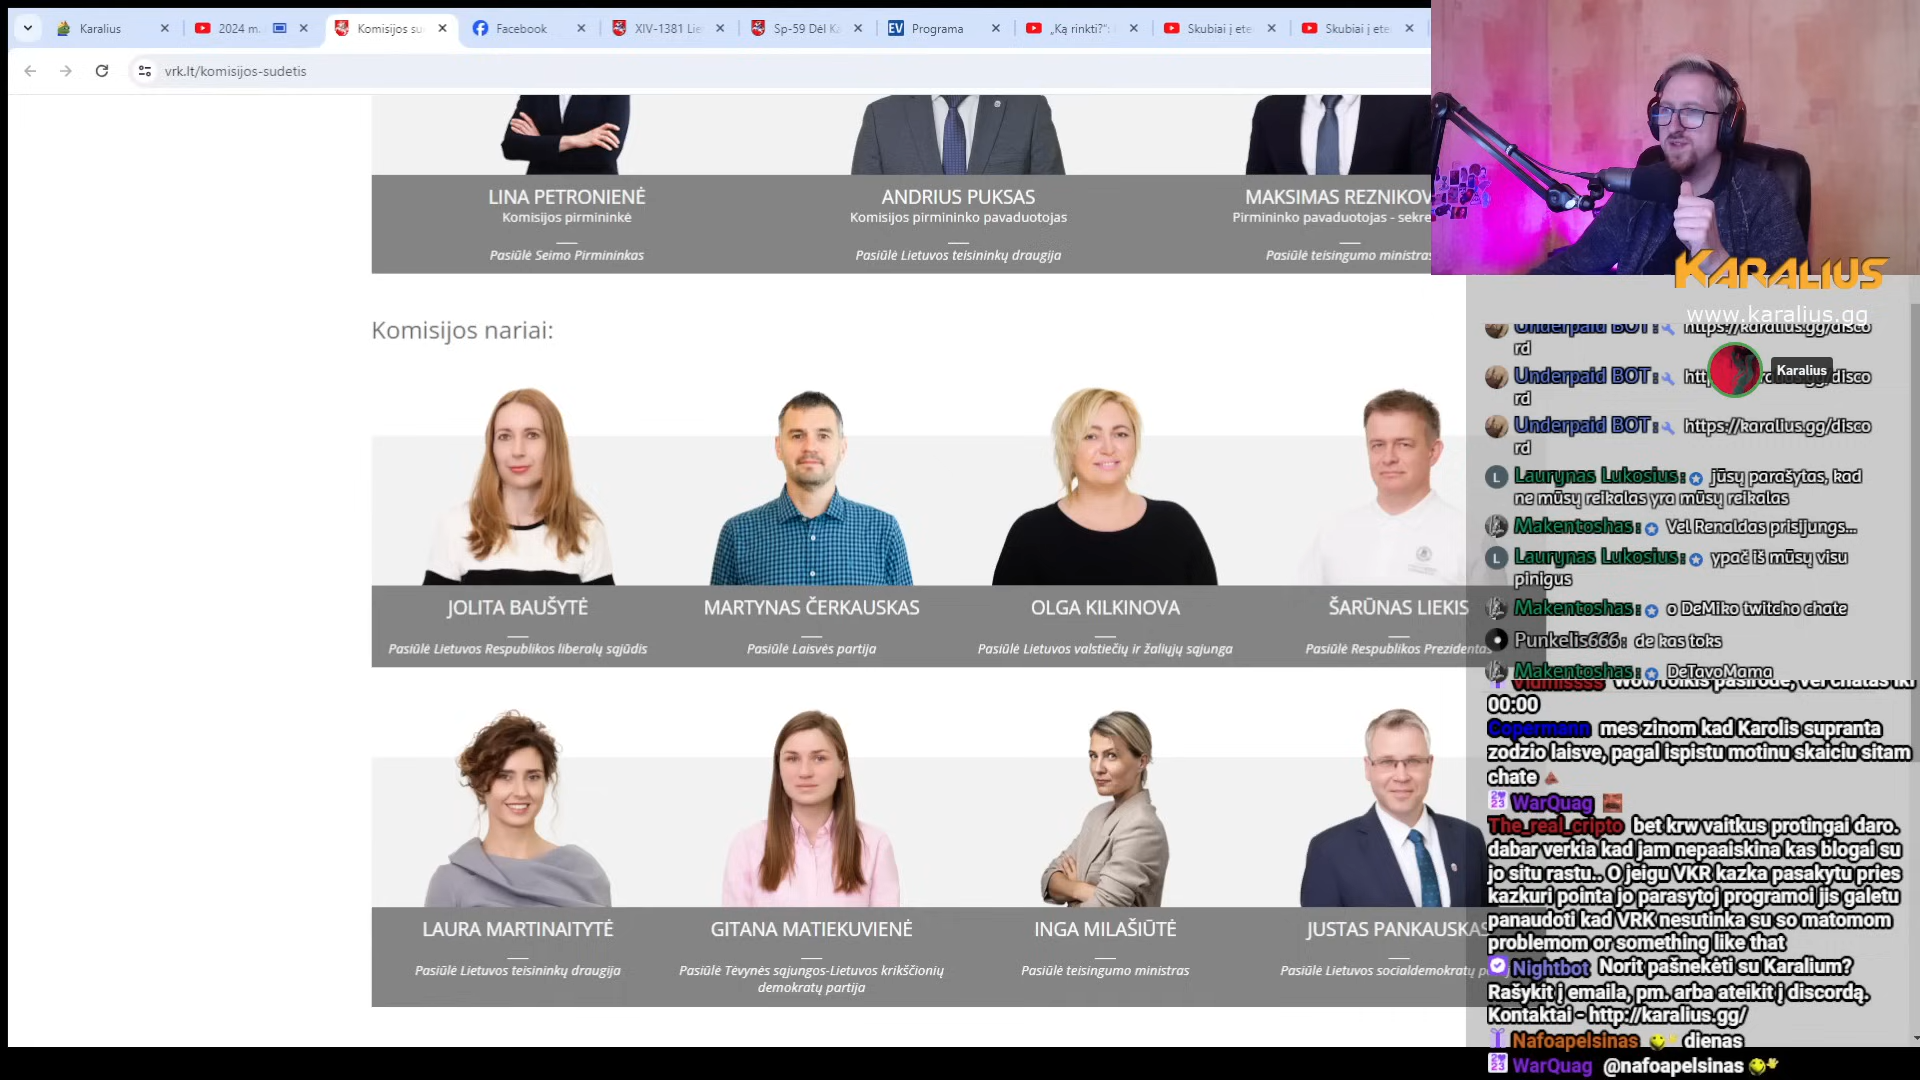 Karalius
2024 m.
Komisijos su
Facebook
XIV-1381 Lie
Sp-59 Dėl Ka
Programa
„Ką rinkti?“:
Skubiai į ete
Skubiai į ete
vrk.lt/komisijos-sudetis
LINA PETRONIENĖ
Komisijos pirmininkė
Pasiūlė Seimo Pirmininkas
ANDRIUS PUKSAS
Komisijos pirmininko pavaduotojas
Pasiūlė Lietuvos teisininkų draugija
MAKSIMAS REZNIKOV
Pirmininko pavaduotojas - sekre
Pasiūlė teisingumo ministras
Komisijos nariai:
JOLITA BAUŠYTĖ
Pasiūlė Lietuvos Respublikos liberalų sąjūdis
MARTYNAS ČERKAUSKAS
Pasiūlė Laisvės partija
OLGA KILKINOVA
Pasiūlė Lietuvos valstiečių ir žaliųjų sąjunga
ŠARŪNAS LIEKIS
Pasiūlė Respublikos Prezidentas
LAURA MARTINAITYTĖ
Pasiūlė Lietuvos teisininkų draugija
GITANA MATIEKUVIENĖ
Pasiūlė Tėvynės sąjungos-Lietuvos krikščionių
demokratų partija
INGA MILAŠIŪTĖ
Pasiūlė teisingumo ministras
JUSTAS PANKAUSKAS
Pasiūlė Lietuvos socialdemokratų p
KARALIUS
www.karalius.gg
Underpaid BOT: https://karalius.gg/disco
rd
Karalius
Underpaid BOT: disco
rd
Underpaid BOT: https://karalius.gg/disco
rd
Laurynas Lukosius: jūsų parašytas, kad
ne mūsų reikalas yra mūsų reikalas
Makentoshas: Vel Renaldas prisijungs...
Laurynas Lukosius: ypač iš mūsų visu
pinigus
Makentoshas: o DeMiko twitcho chate
Punkelis666: de kas toks
Makentoshas: DeTavoMama
00:00
Copermann mes zinom kad Karolis supranta
zodzio laisve, pagal ispistu motinu skaiciu sitam
chate
WarQuag
The_real_cripto bet krw vaitkus protingai daro.
dabar verkia kad jam nepaaiskina kas blogai su
jo situ rastu.. O jeigu VKR kazka pasakytu pries
kazkuri pointa jo parasytoj programoj jis galetu
panaudoti kad VRK nesutinka su so matomom
problemom or something like that
Nightbot Norit pašnekėti su Karalium?
Rašykit į emaila, pm. arba ateikit į discordą.
Kontaktai - http://karalius.gg/
Nafoapelsinas dienas
WarQuag @nafoapelsinas